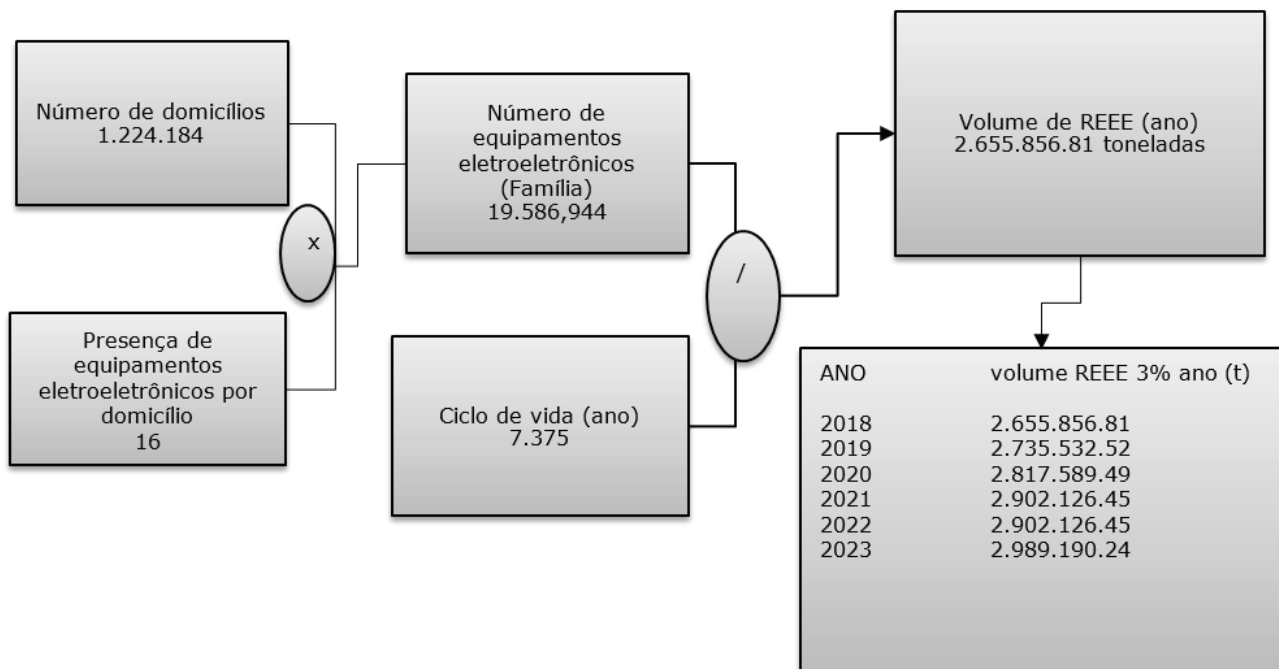 Número de domicílios
1.224.184
x
Presença de
equipamentos
eletroeletrônicos por
domicílio
16
Número de
equipamentos
eletroeletrônicos
(Família)
19.586,944
Ciclo de vida (ano)
7.375
/
Volume de REEE (ano)
2.655.856.81 toneladas
ANO volume REEE 3% ano (t)
2018 2.655.856.81
2019 2.735.532.52
2020 2.817.589.49
2021 2.902.126.45
2022 2.902.126.45
2023 2.989.190.24